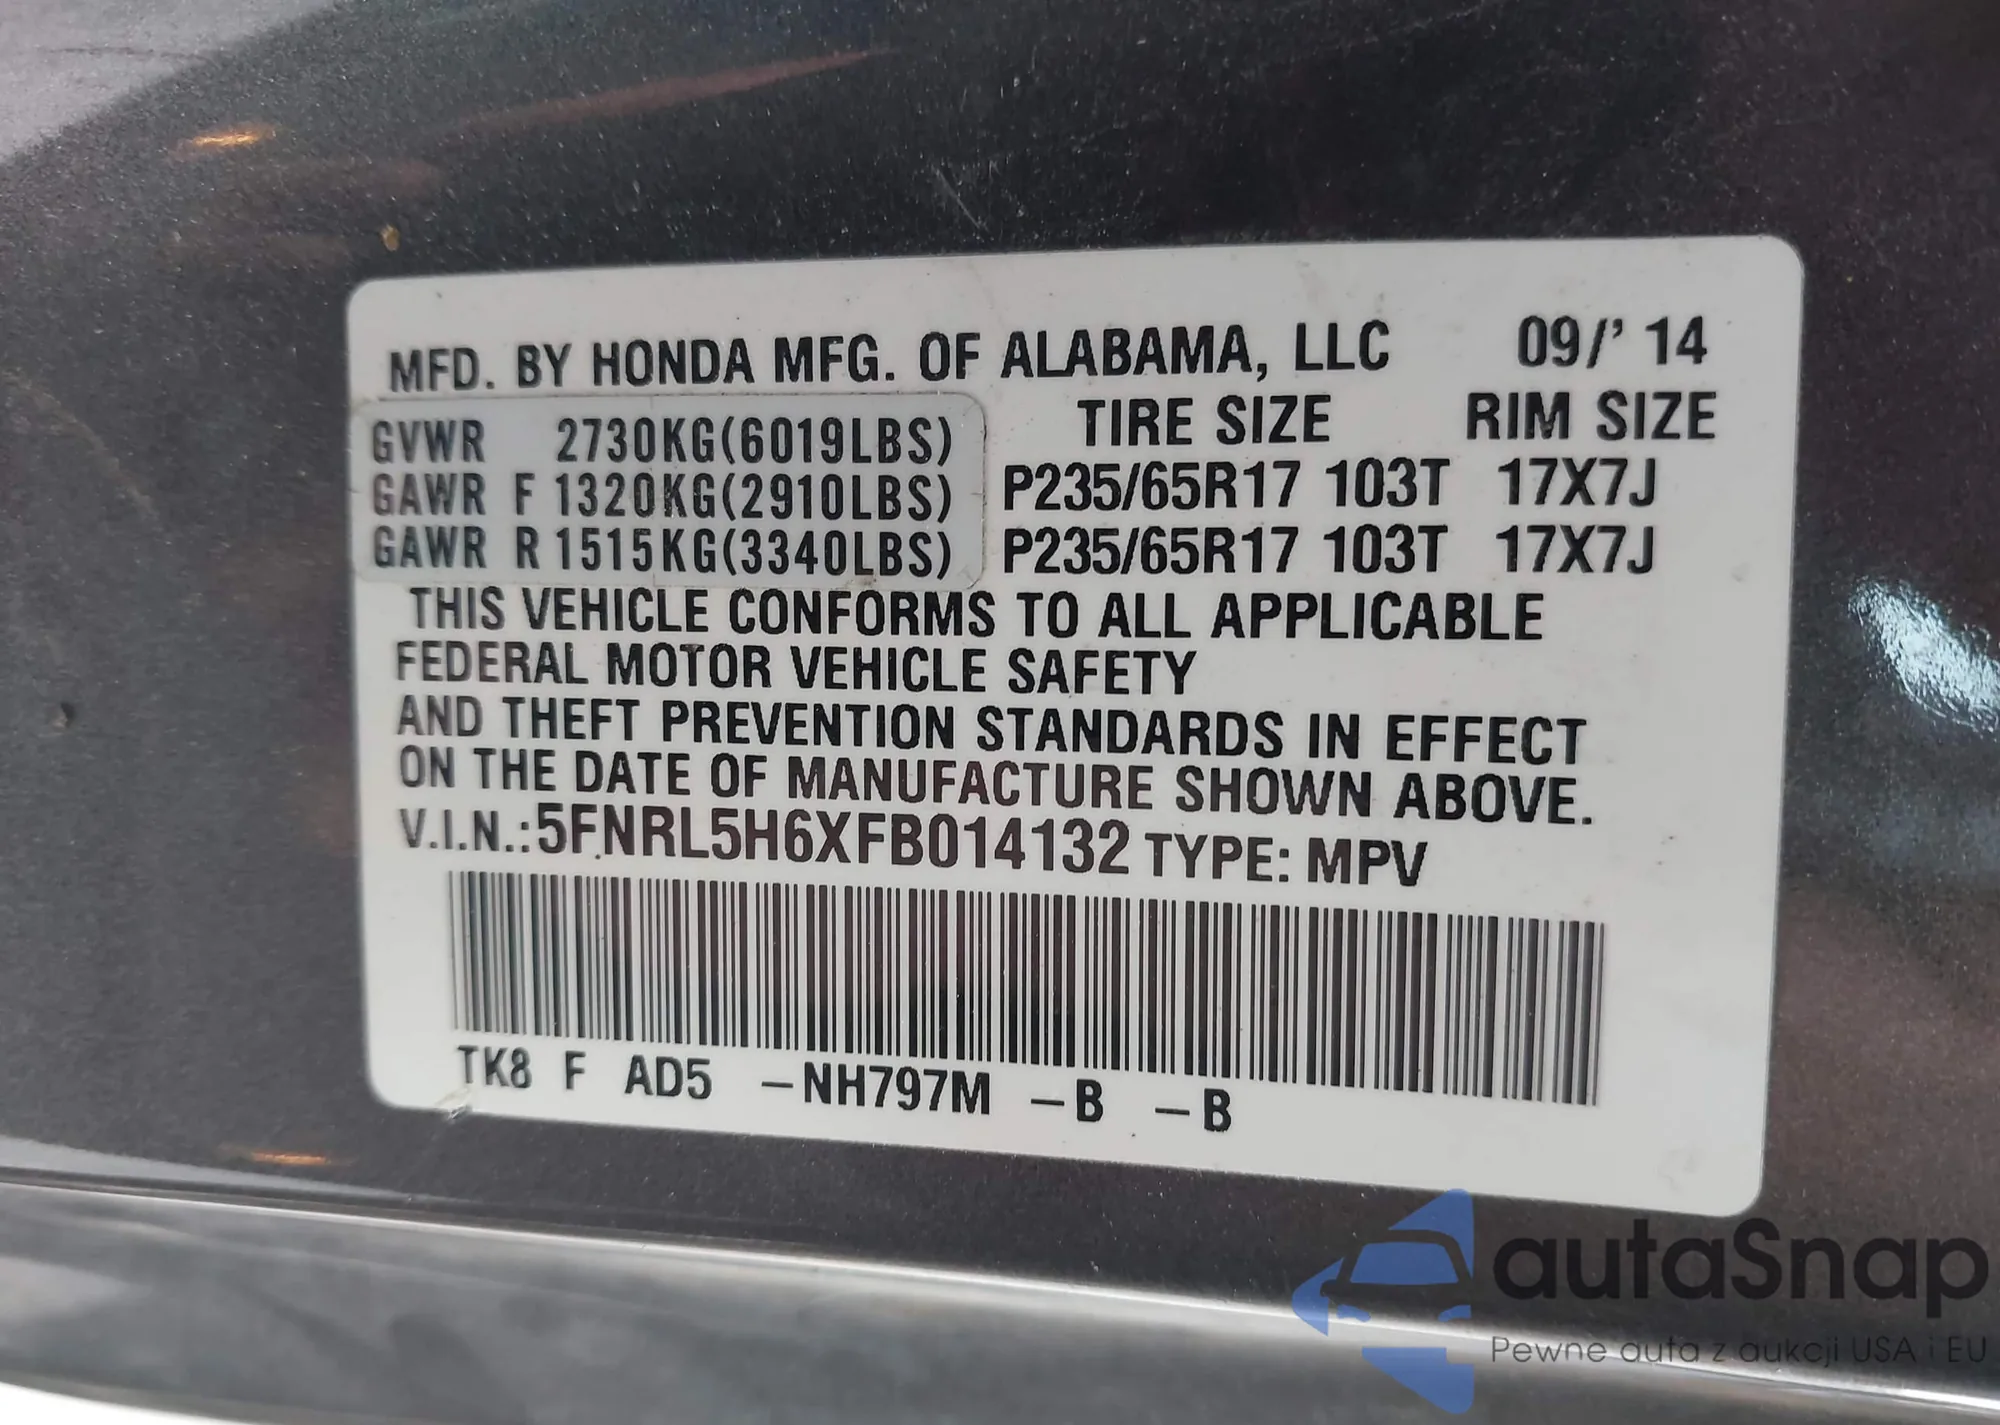 MFD. BY HONDA MFG. OF ALABAMA, LLC 09/' 14
TIRE SIZE RIM SIZE
GVWR 2730KG(6019LBS)
GAWR F 1320KG(2910LBS) P235/65R17 103T 17X7J
GAWR R 1515KG(3340LBS) P235/65R17 103T 17X7J
THIS VEHICLE CONFORMS TO ALL APPLICABLE
FEDERAL MOTOR VEHICLE SAFETY
AND THEFT PREVENTION STANDARDS IN EFFECT
ON THE DATE OF MANUFACTURE SHOWN ABOVE.
V.I.N.:5FNRL5H6XFB014132 TYPE: MPV
TK8 F AD5 –NH797M –B –B
autaSnap
Pewne auta z aukcji USA i EU